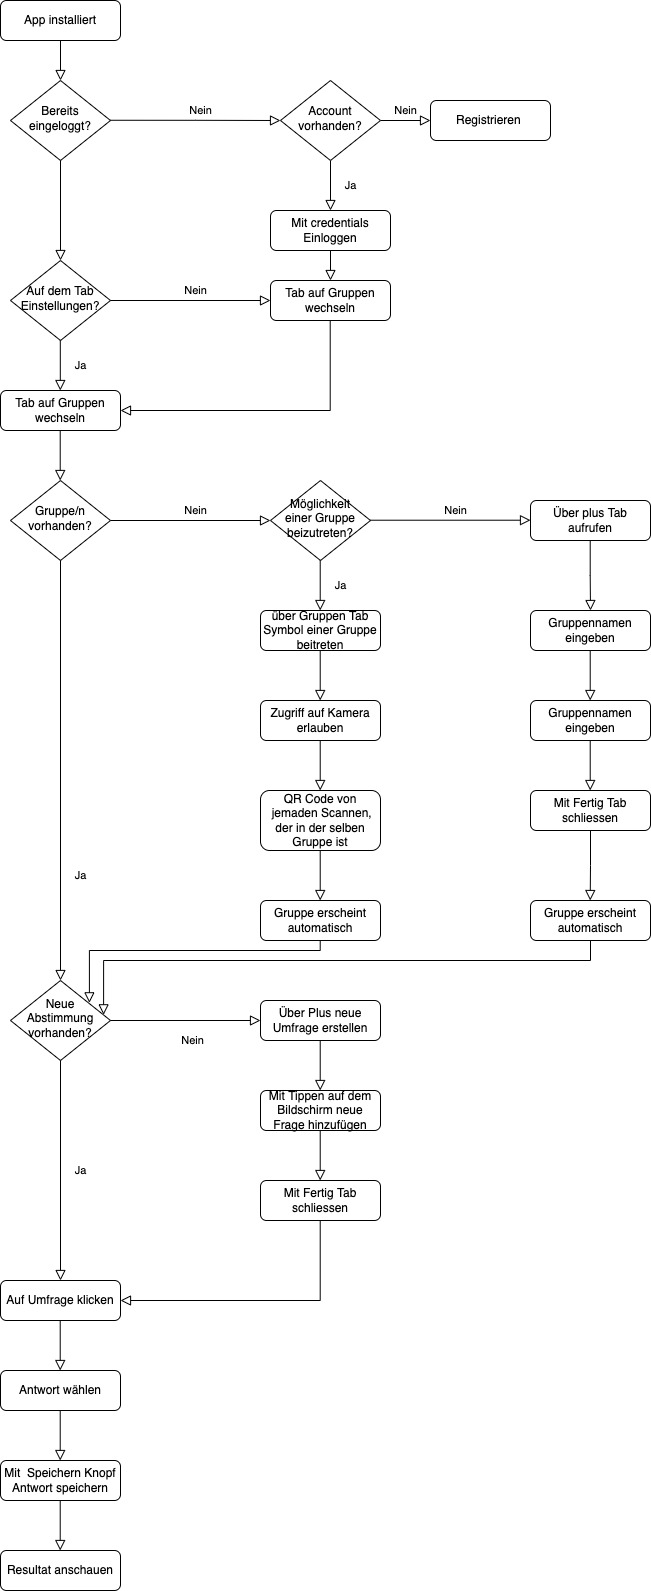 App installiert
Bereits
eingeloggt?
Nein
Account
vorhanden?
Nein
Registrieren
Ja
Mit credentials
Einloggen
Auf dem Tab
Einstellungen?
Nein
Tab auf Gruppen
wechseln
Ja
Tab auf Gruppen
wechseln
Gruppe/n
vorhanden?
Nein
Möglichkeit
einer Gruppe
beizutreten?
Nein
Über plus Tab
aufrufen
Ja
über Gruppen Tab
Symbol einer Gruppe
beitreten
Gruppennamen
eingeben
Zugriff auf Kamera
erlauben
Gruppennamen
eingeben
QR Code von
jemaden Scannen,
der in der selben
Gruppe ist
Mit Fertig Tab
schliessen
Ja
Gruppe erscheint
automatisch
Gruppe erscheint
automatisch
Neue
Abstimmung
vorhanden?
Nein
Über Plus neue
Umfrage erstellen
Mit Tippen auf dem
Bildschirm neue
Frage hinzufügen
Ja
Mit Fertig Tab
schliessen
Auf Umfrage klicken
Antwort wählen
Mit  Speichern Knopf
Antwort speichern
Resultat anschauen